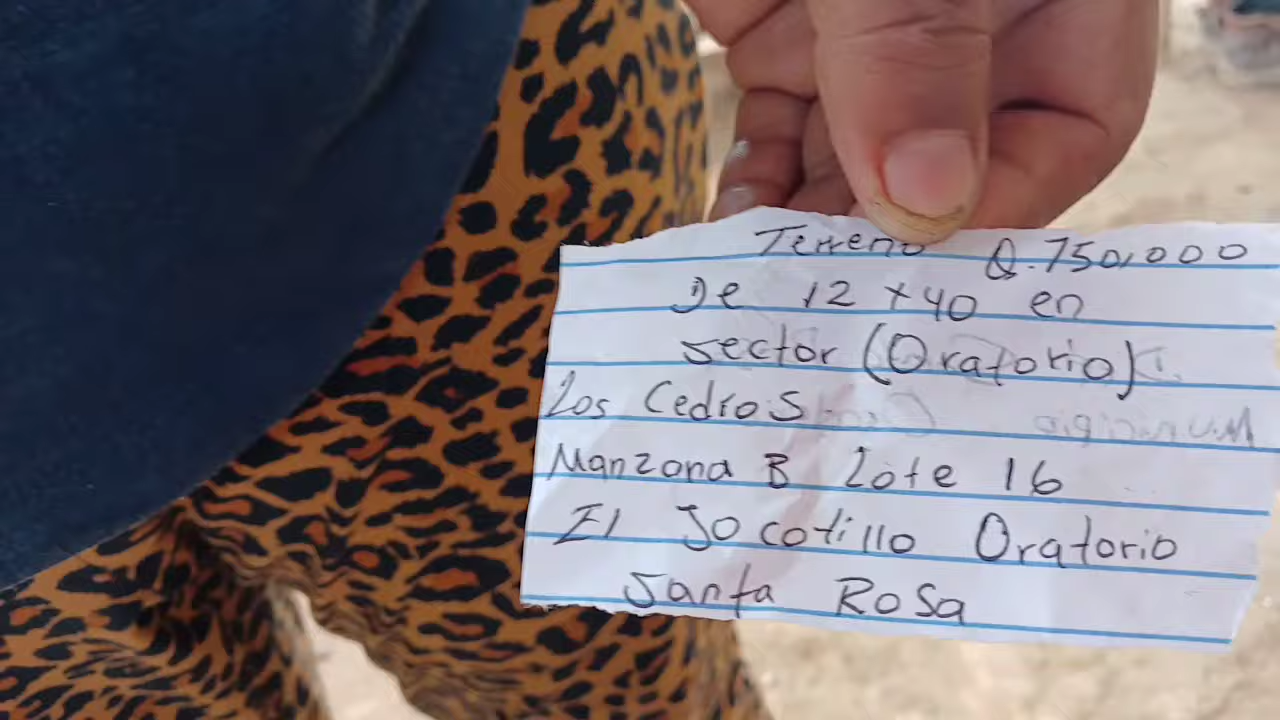 Terreno Q.750,000
De 12 x 40 en
sector (Oratorio)
Los Cedros
Manzana B Lote 16
El Jocotillo Oratorio
Santa Rosa